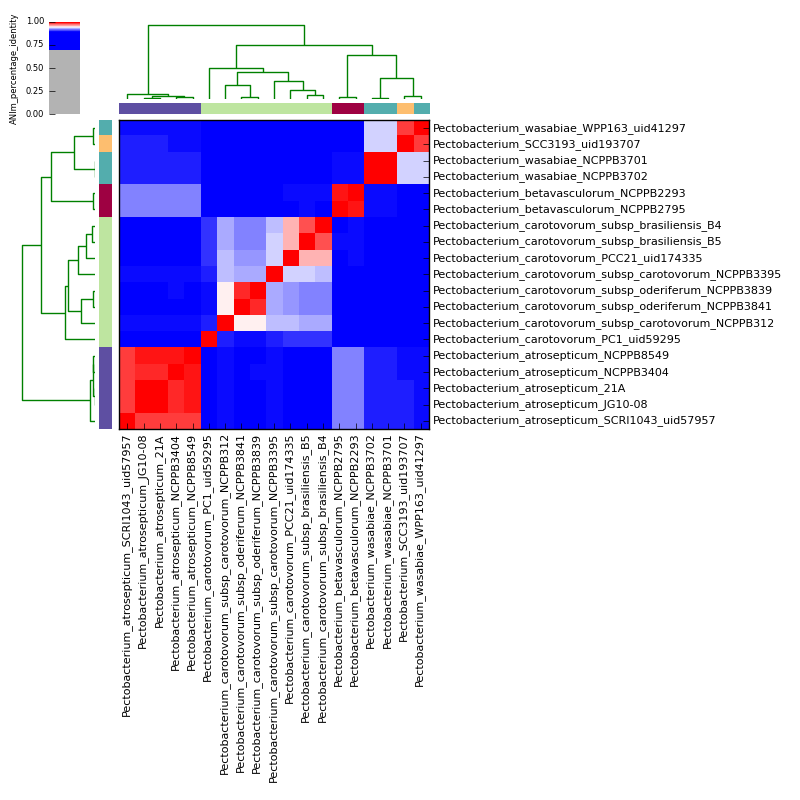 ANIm_percentage_identity
1.00
0.75
0.50
0.25
0.00
Pectobacterium_wasabiae_WPP163_uid41297
Pectobacterium_SCC3193_uid193707
Pectobacterium_wasabiae_NCPPB3701
Pectobacterium_wasabiae_NCPPB3702
Pectobacterium_betavasculorum_NCPPB2293
Pectobacterium_betavasculorum_NCPPB2795
Pectobacterium_carotovorum_subsp_brasiliensis_B4
Pectobacterium_carotovorum_subsp_brasiliensis_B5
Pectobacterium_carotovorum_PCC21_uid174335
Pectobacterium_carotovorum_subsp_carotovorum_NCPPB3395
Pectobacterium_carotovorum_subsp_oderiferum_NCPPB3839
Pectobacterium_carotovorum_subsp_oderiferum_NCPPB3841
Pectobacterium_carotovorum_subsp_carotovorum_NCPPB312
Pectobacterium_carotovorum_PC1_uid59295
Pectobacterium_atrosepticum_NCPPB8549
Pectobacterium_atrosepticum_NCPPB3404
Pectobacterium_atrosepticum_21A
Pectobacterium_atrosepticum_JG10-08
Pectobacterium_atrosepticum_SCRI1043_uid57957
Pectobacterium_atrosepticum_SCRI1043_uid57957
Pectobacterium_atrosepticum_JG10-08
Pectobacterium_atrosepticum_21A
Pectobacterium_atrosepticum_NCPPB3404
Pectobacterium_atrosepticum_NCPPB8549
Pectobacterium_carotovorum_PC1_uid59295
Pectobacterium_carotovorum_subsp_carotovorum_NCPPB312
Pectobacterium_carotovorum_subsp_oderiferum_NCPPB3841
Pectobacterium_carotovorum_subsp_oderiferum_NCPPB3839
Pectobacterium_carotovorum_subsp_carotovorum_NCPPB3395
Pectobacterium_carotovorum_PCC21_uid174335
Pectobacterium_carotovorum_subsp_brasiliensis_B5
Pectobacterium_carotovorum_subsp_brasiliensis_B4
Pectobacterium_betavasculorum_NCPPB2795
Pectobacterium_betavasculorum_NCPPB2293
Pectobacterium_wasabiae_NCPPB3702
Pectobacterium_wasabiae_NCPPB3701
Pectobacterium_SCC3193_uid193707
Pectobacterium_wasabiae_WPP163_uid41297